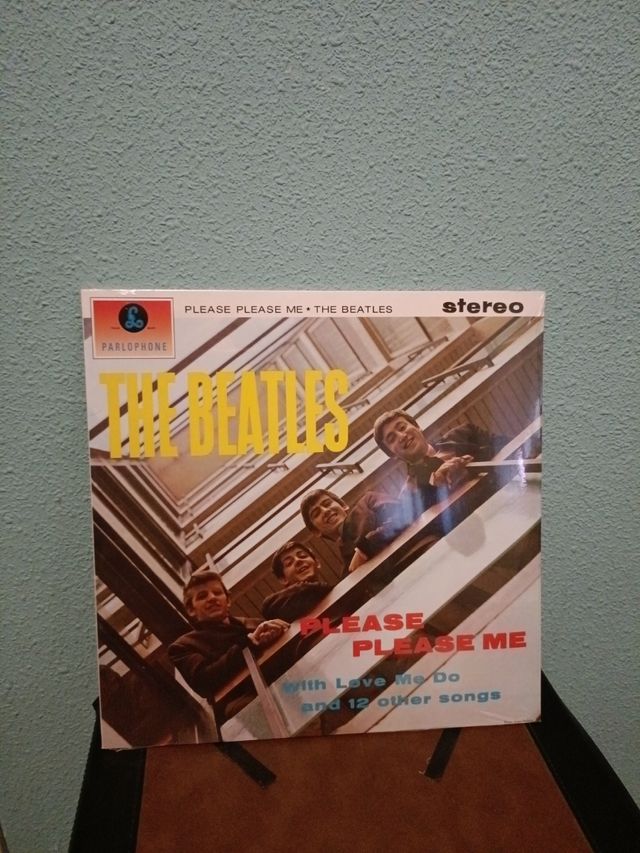 PLEASE PLEASE ME ★ THE BEATLES
stereo
£
PARLOPHONE
THE BEATLES
PLEASE
PLEASE ME
With Love Me Do
and 12 other songs